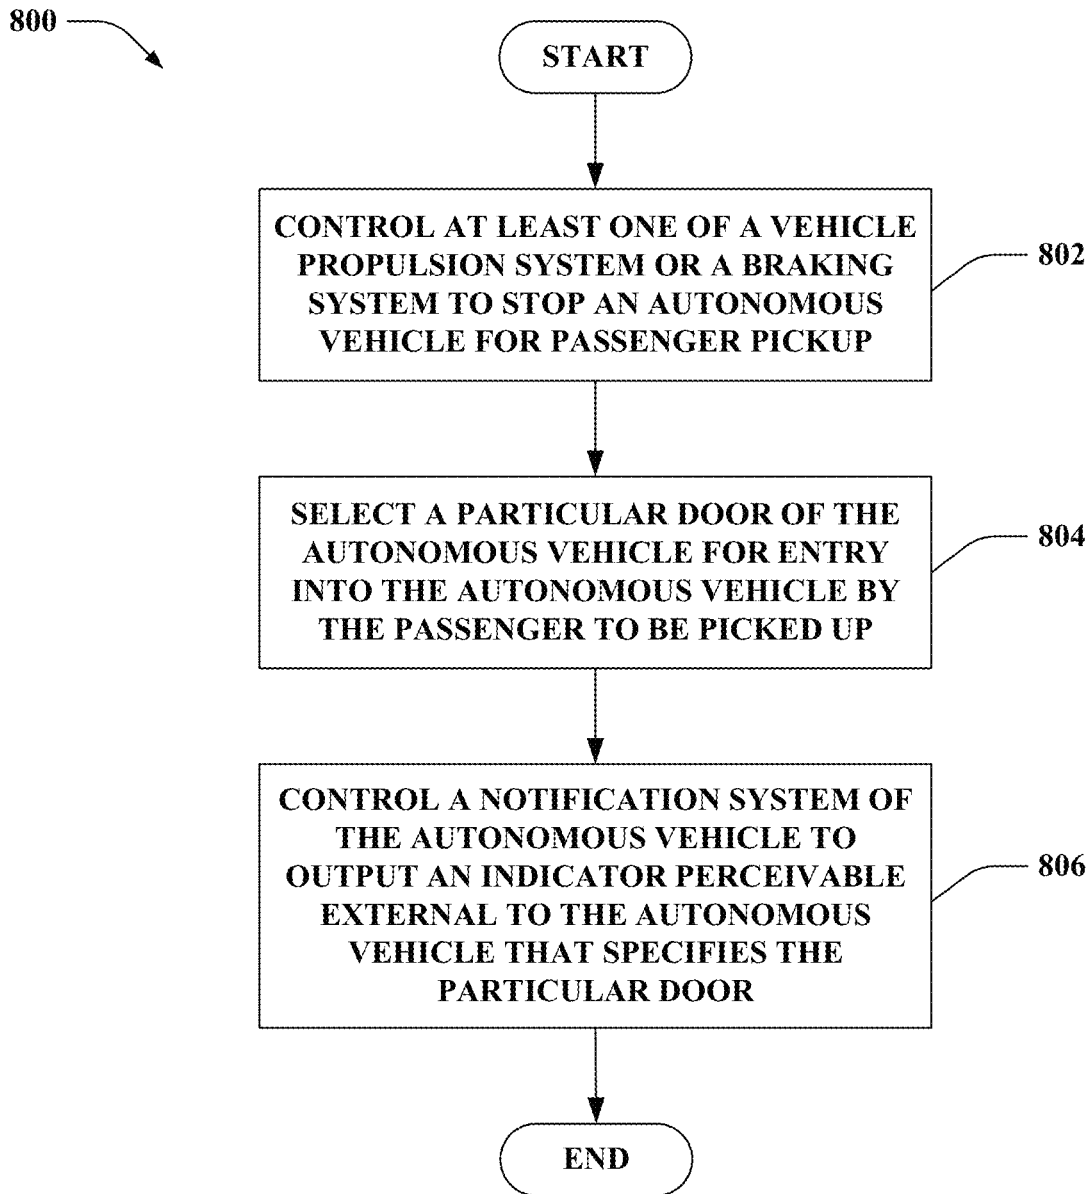 800
START
CONTROL AT LEAST ONE OF A VEHICLE
PROPULSION SYSTEM OR A BRAKING
SYSTEM TO STOP AN AUTONOMOUS
VEHICLE FOR PASSENGER PICKUP
802
SELECT A PARTICULAR DOOR OF THE
AUTONOMOUS VEHICLE FOR ENTRY
INTO THE AUTONOMOUS VEHICLE BY
THE PASSENGER TO BE PICKED UP
804
CONTROL A NOTIFICATION SYSTEM OF
THE AUTONOMOUS VEHICLE TO
OUTPUT AN INDICATOR PERCEIVABLE
EXTERNAL TO THE AUTONOMOUS
VEHICLE THAT SPECIFIES THE
PARTICULAR DOOR
806
END